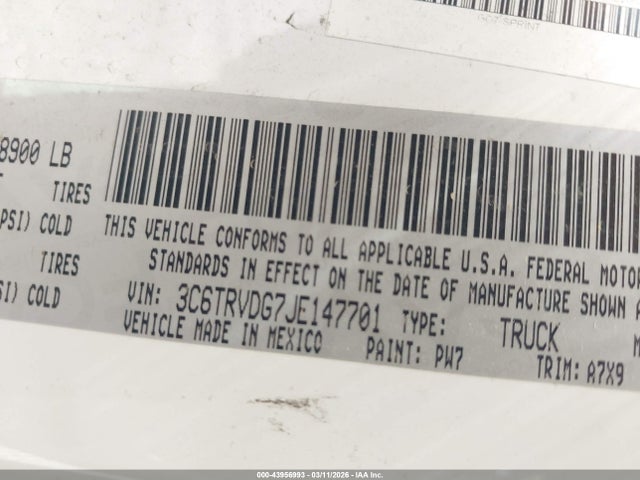 GO7 SPRINT
8900 LB
TIRES
PSI) COLD
TIRES
SI) COLD
THIS VEHICLE CONFORMS TO ALL APPLICABLE U.S.A. FEDERAL MOTOR
STANDARDS IN EFFECT ON THE DATE OF MANUFACTURE SHOWN A
VIN: 3C6TRVDG7JE147701 TYPE: TRUCK M
VEHICLE MADE IN MEXICO PAINT: PW7 TRIM: A7X9
000-43956993 - 03/11/2026 - IAA Inc.